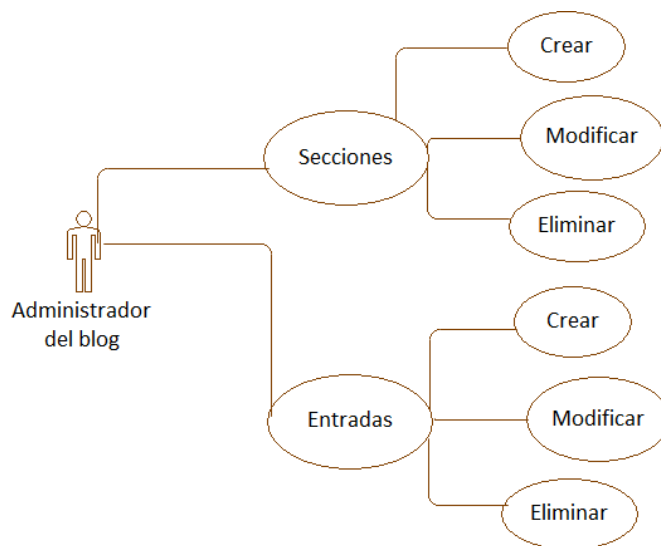 Crear
Modificar
Secciones
Eliminar
Administrador
del blog
Crear
Modificar
Entradas
Eliminar